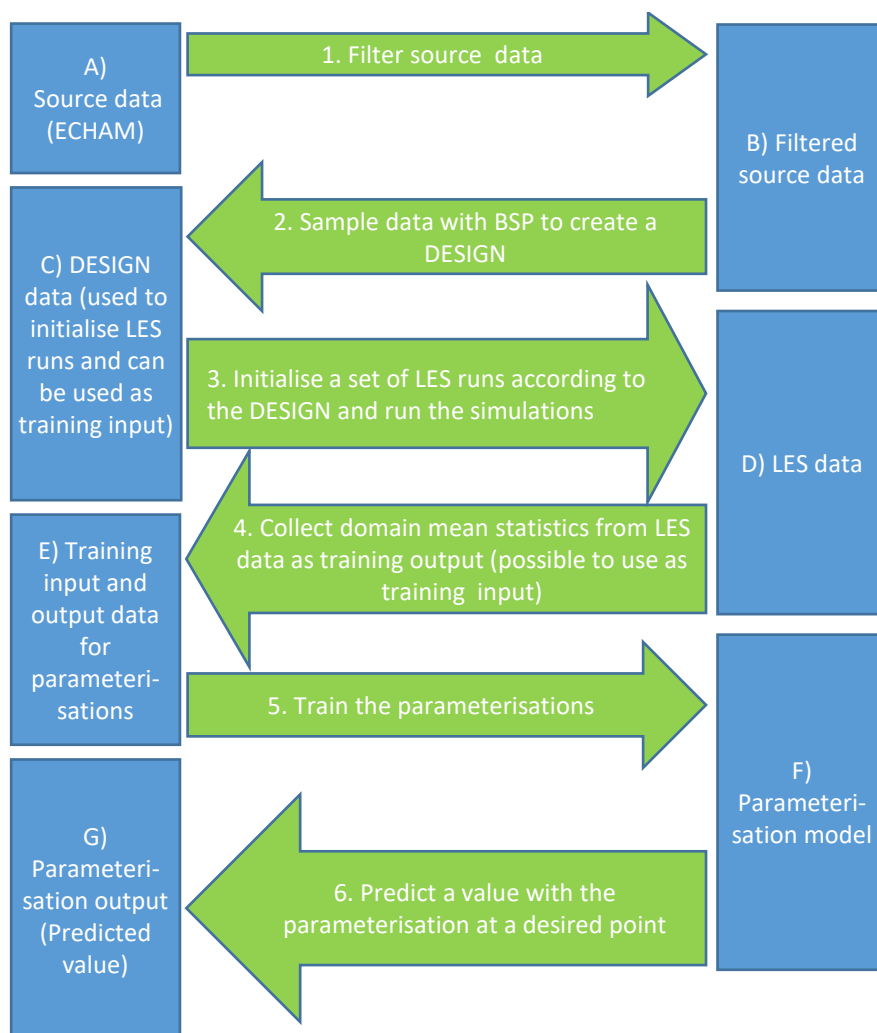 A)
Source data
(ECHAM)
1. Filter source data
B) Filtered
source data
2. Sample data with BSP to create a
DESIGN
C) DESIGN
data (used to
initialise LES
runs and can
be used as
training input)
3. Initialise a set of LES runs according to
the DESIGN and run the simulations
D) LES data
4. Collect domain mean statistics from LES
data as training output (possible to use as
training input)
E) Training
input and
output data
for
parameteri-
sations
5. Train the parameterisations
F)
Parameteri-
sation model
6. Predict a value with the
parameterisation at a desired point
G)
Parameteri-
sation output
(Predicted
value)